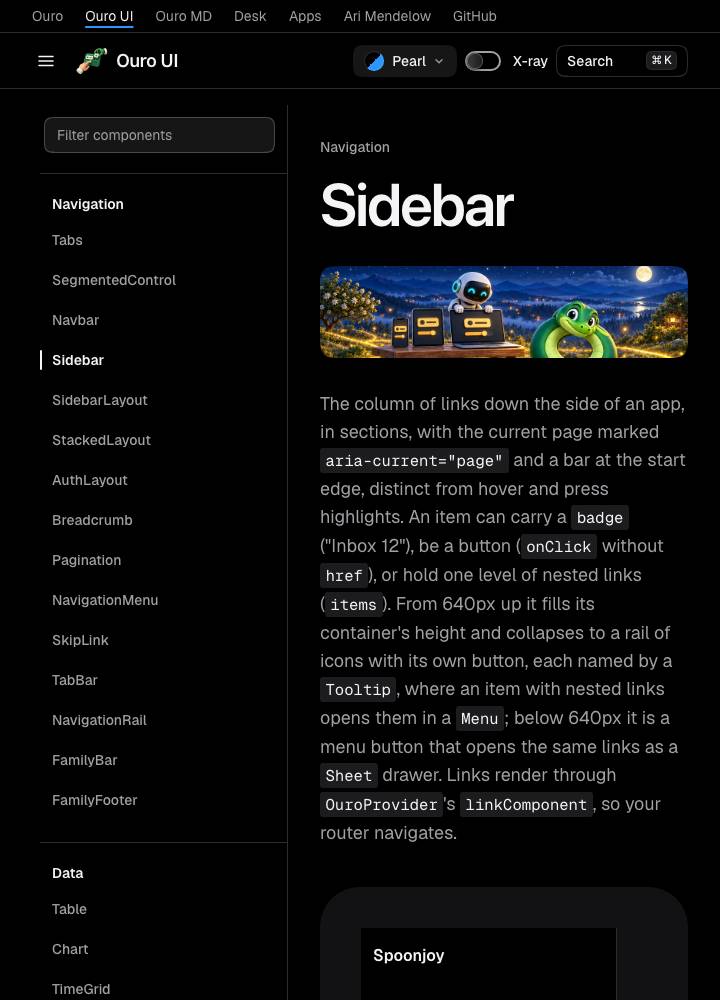 Ouro Ouro UI Ouro MD Desk Apps Ari Mendelow GitHub
Ouro UI Pearl X-ray Search ⌘ K
Filter components
Navigation
Tabs
SegmentedControl
Navbar
Sidebar
SidebarLayout
StackedLayout
AuthLayout
Breadcrumb
Pagination
NavigationMenu
SkipLink
TabBar
NavigationRail
FamilyBar
FamilyFooter
Data
Table
Chart
TimeGrid
Navigation
Sidebar
The column of links down the side of an app,
in sections, with the current page marked
aria-current="page" and a bar at the start
edge, distinct from hover and press
highlights. An item can carry a badge
("Inbox 12"), be a button (onClick without
href), or hold one level of nested links
(items). From 640px up it fills its
container's height and collapses to a rail of
icons with its own button, each named by a
Tooltip, where an item with nested links
opens them in a Menu; below 640px it is a
menu button that opens the same links as a
Sheet drawer. Links render through
OuroProvider's linkComponent, so your
router navigates.
Spoonjoy